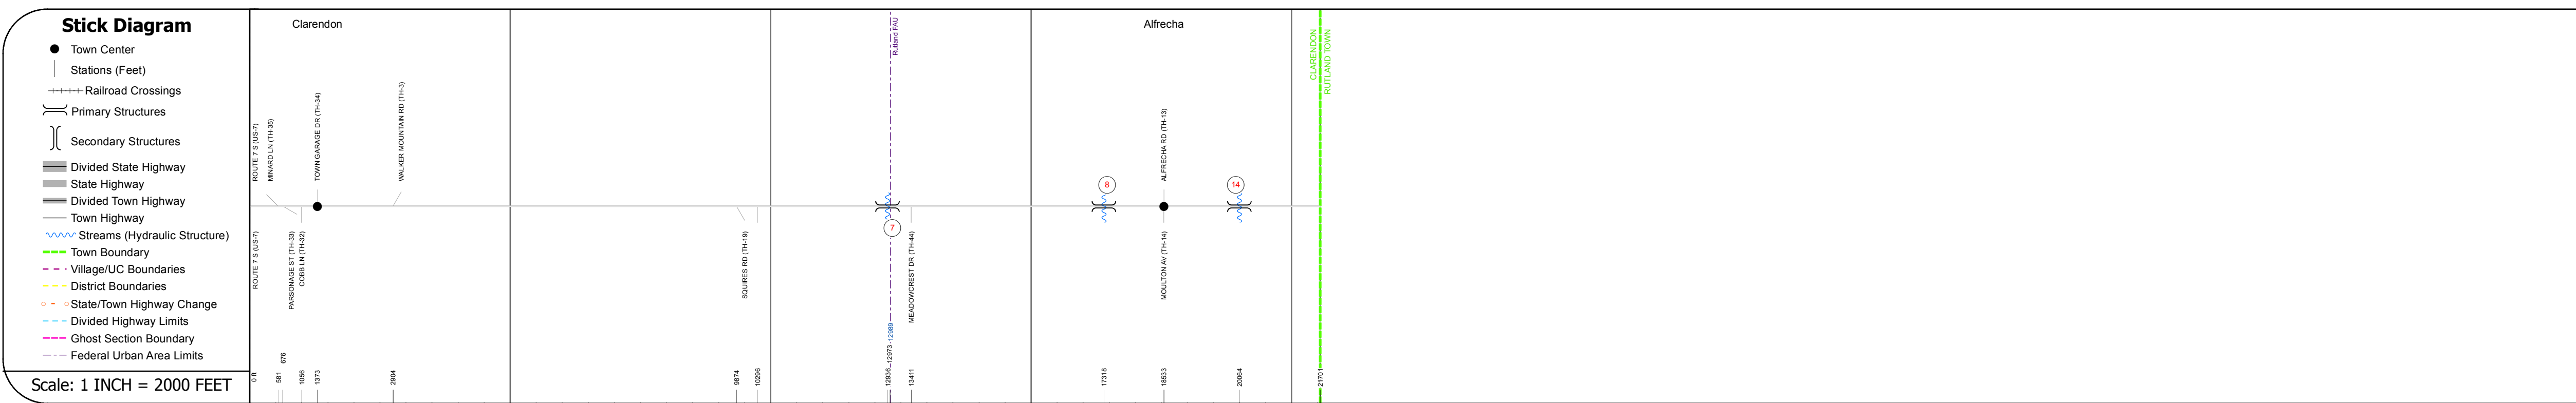 Stick Diagram
Town Center
Stations (Feet)
Railroad Crossings
Primary Structures
Secondary Structures
Divided State Highway
State Highway
Divided Town Highway
Town Highway
Streams (Hydraulic Structure)
Town Boundary
Village/UC Boundaries
District Boundaries
State/Town Highway Change
Divided Highway Limits
Ghost Section Boundary
Federal Urban Area Limits
Scale: 1 INCH = 2000 FEET
Clarendon
Alfrecha
Rutland FAU
CLARENDON
RUTLAND TOWN
ROUTE 7 S (US-7)
MINARD LN (TH-35)
TOWN GARAGE DR (TH-34)
WALKER MOUNTAIN RD (TH-3)
ALFRECHA RD (TH-13)
8
14
7
ROUTE 7 S (US-7)
PARSONAGE ST (TH-33)
COBB LN (TH-32)
SQUIRES RD (TH-19)
MEADOWCREST DR (TH-44)
MOULTON AV (TH-14)
0 ft
581
676
1056
1373
2904
9874
10296
12936
12973
12989
13411
17318
18533
20064
21701